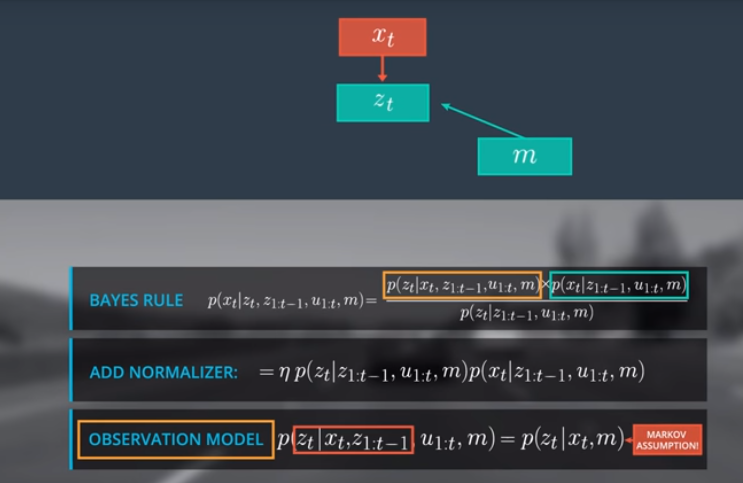 x_t
z_t
m
BAYES RULE p(x_t|z_t, z_{1:t−1}, u_{1:t}, m) = p(z_t|x_t, z_{1:t−1}, u_{1:t}, m) × p(x_t|z_{1:t−1}, u_{1:t}, m)
p(z_t|z_{1:t−1}, u_{1:t}, m)
ADD NORMALIZER: = η p(z_t|z_{1:t−1}, u_{1:t}, m)p(x_t|z_{1:t−1}, u_{1:t}, m)
OBSERVATION MODEL p(z_t|x_t,z_{1:t−1}, u_{1:t}, m) = p(z_t|x_t, m) MARKOV
ASSUMPTION!